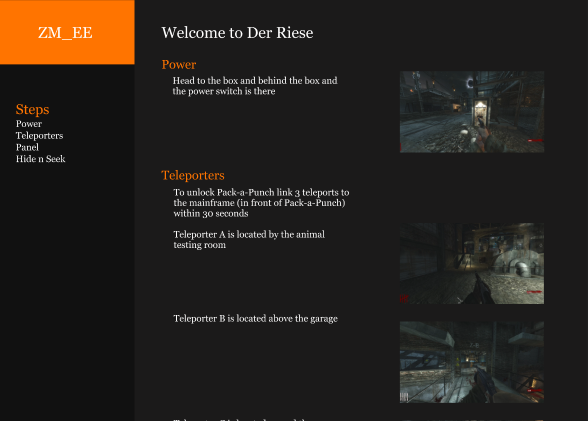 ZM_EE
Steps
Power
Teleporters
Panel
Hide n Seek
Welcome to Der Riese
Power
Head to the box and behind the box and
the power switch is there
Teleporters
To unlock Pack-a-Punch link 3 teleports to
the mainframe (in front of Pack-a-Punch)
within 30 seconds
Teleporter A is located by the animal
testing room
Teleporter B is located above the garage